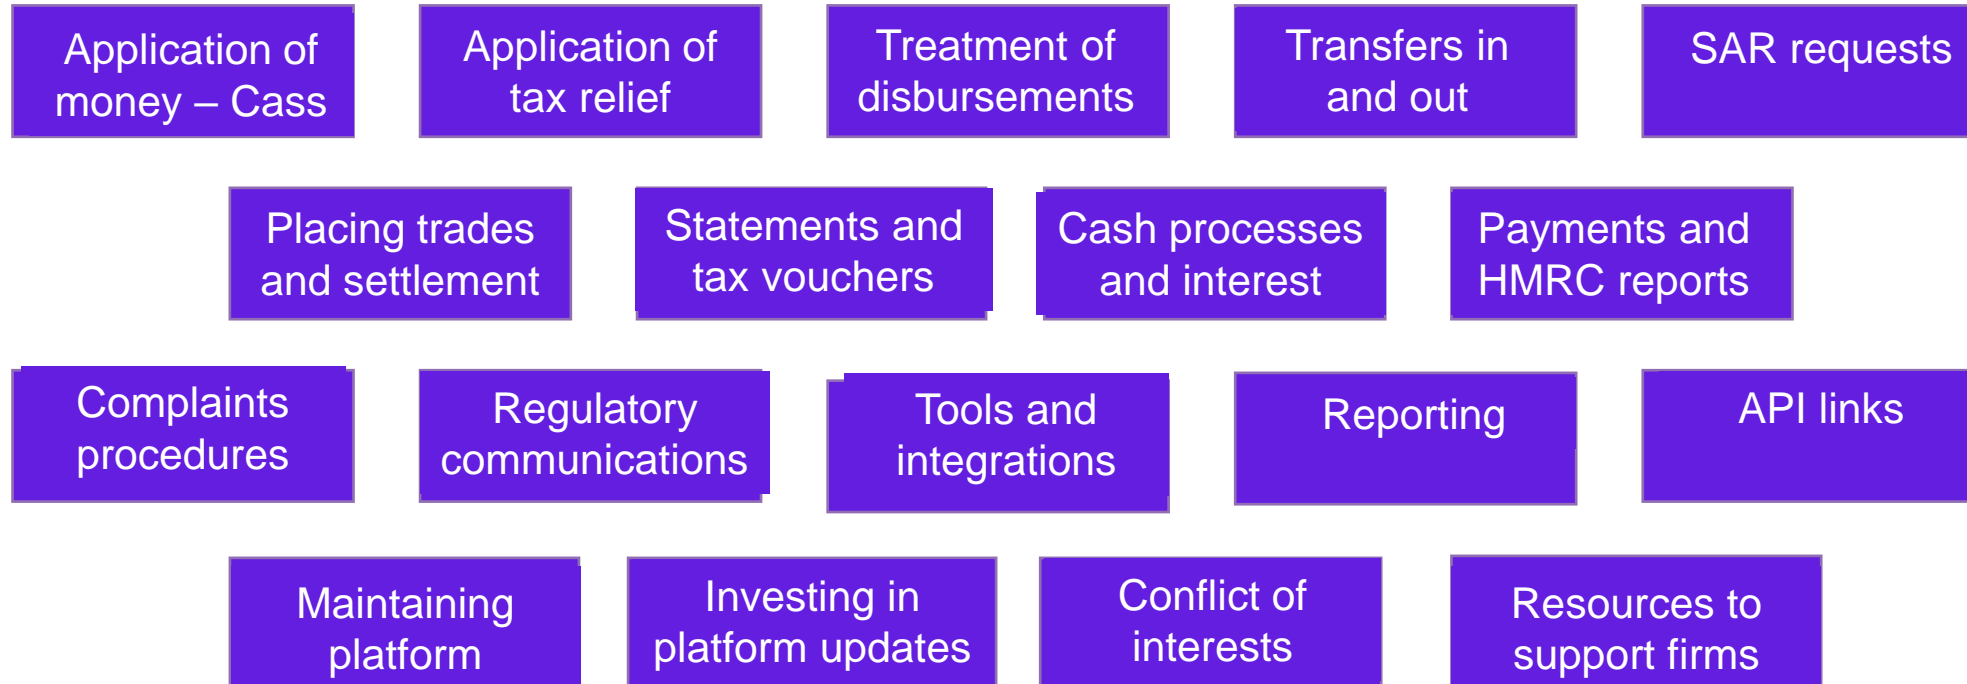 Application of
money – Cass
Application of
tax relief
Treatment of
disbursements
Transfers in
and out
SAR requests
Placing trades
and settlement
Statements and
tax vouchers
Cash processes
and interest
Payments and
HMRC reports
Complaints
procedures
Regulatory
communications
Tools and
integrations
Reporting
API links
Maintaining
platform
Investing in
platform updates
Conflict of
interests
Resources to
support firms